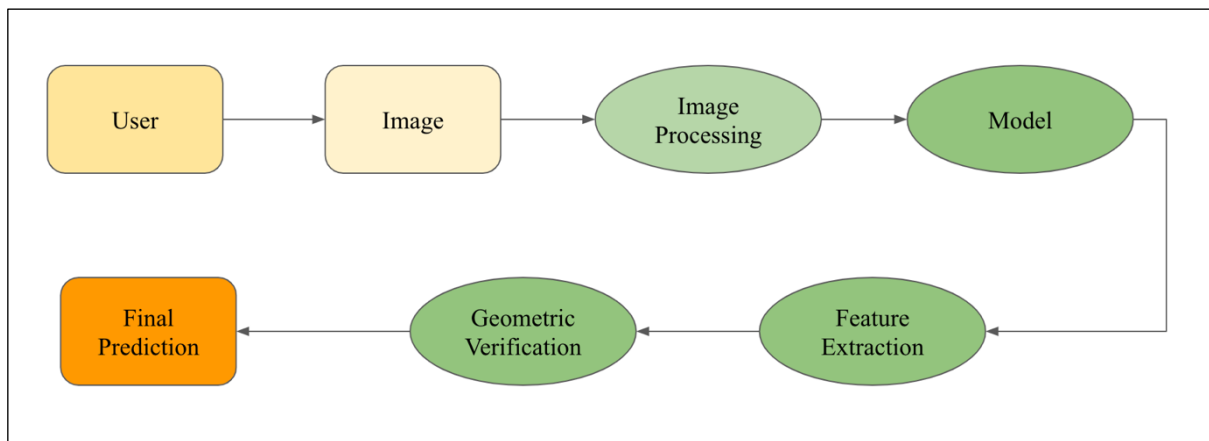 User
Image
Image
Processing
Model
Final
Prediction
Geometric
Verification
Feature
Extraction